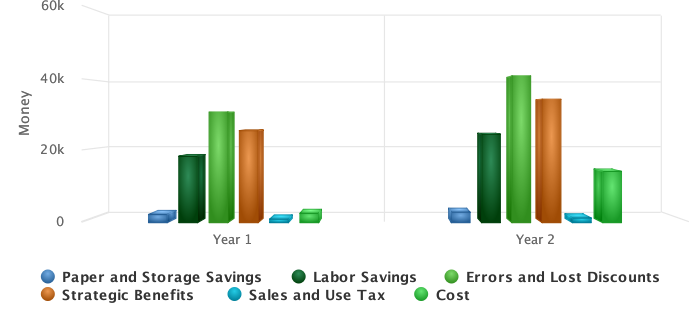 60k
40k
20k
0
Money
Year 1 Year 2
Paper and Storage Savings Labor Savings Errors and Lost Discounts
Strategic Benefits Sales and Use Tax Cost